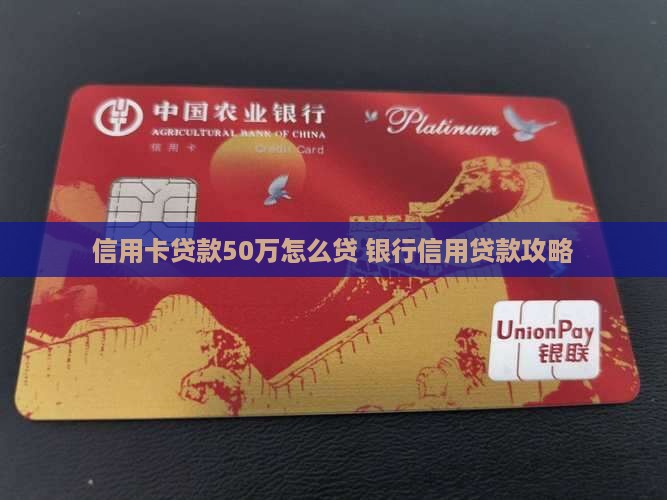 中国农业银行
AGRICULTURAL BANK OF CHINA
信用卡
Credit Card
Platinum
信用卡贷款50万怎么贷 银行信用贷款攻略
UnionPay
银联